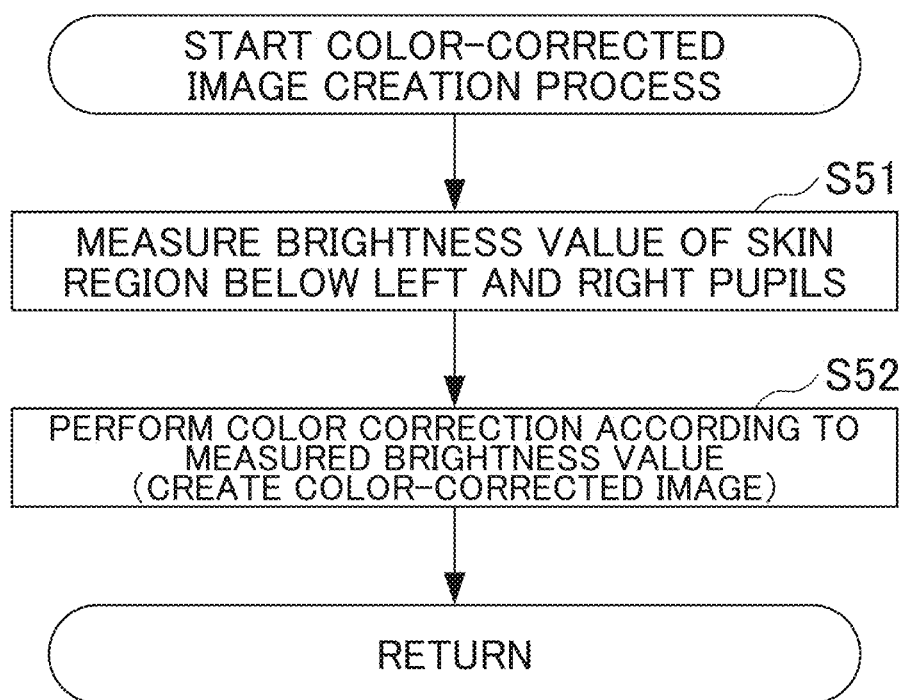 START COLOR-CORRECTED
IMAGE CREATION PROCESS
S51
MEASURE BRIGHTNESS VALUE OF SKIN
REGION BELOW LEFT AND RIGHT PUPILS
S52
PERFORM COLOR CORRECTION ACCORDING TO
MEASURED BRIGHTNESS VALUE
(CREATE COLOR-CORRECTED IMAGE)
RETURN